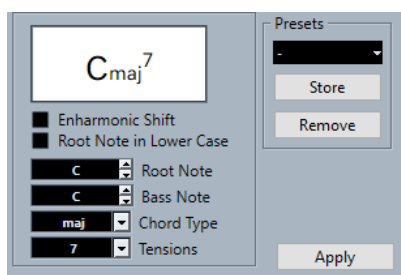 Cmaj7
Enharmonic Shift
Root Note in Lower Case
C Root Note
C Bass Note
maj Chord Type
7 Tensions
Presets
-
Store
Remove
Apply